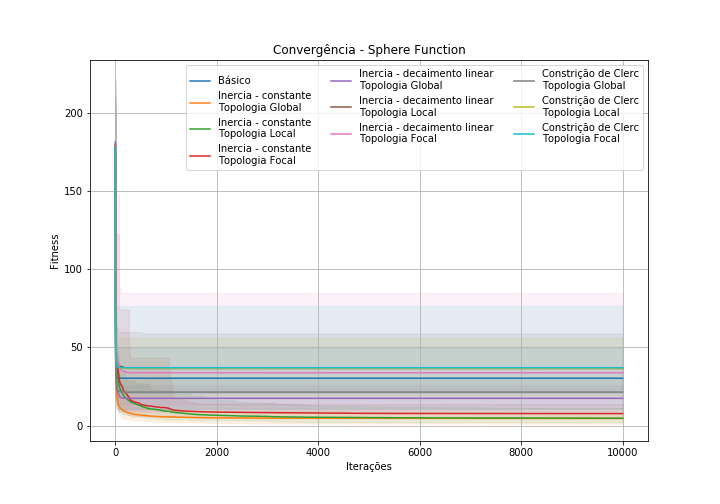 Convergência - Sphere Function
Básico
Inercia - constante
Topologia Global
Inercia - constante
Topologia Local
Inercia - constante
Topologia Focal
Inercia - decaimento linear
Topologia Global
Inercia - decaimento linear
Topologia Local
Inercia - decaimento linear
Topologia Focal
Constrição de Clerc
Topologia Global
Constrição de Clerc
Topologia Local
Constrição de Clerc
Topologia Focal
Fitness
200
150
100
50
0
0 2000 4000 6000 8000 10000
Iterações